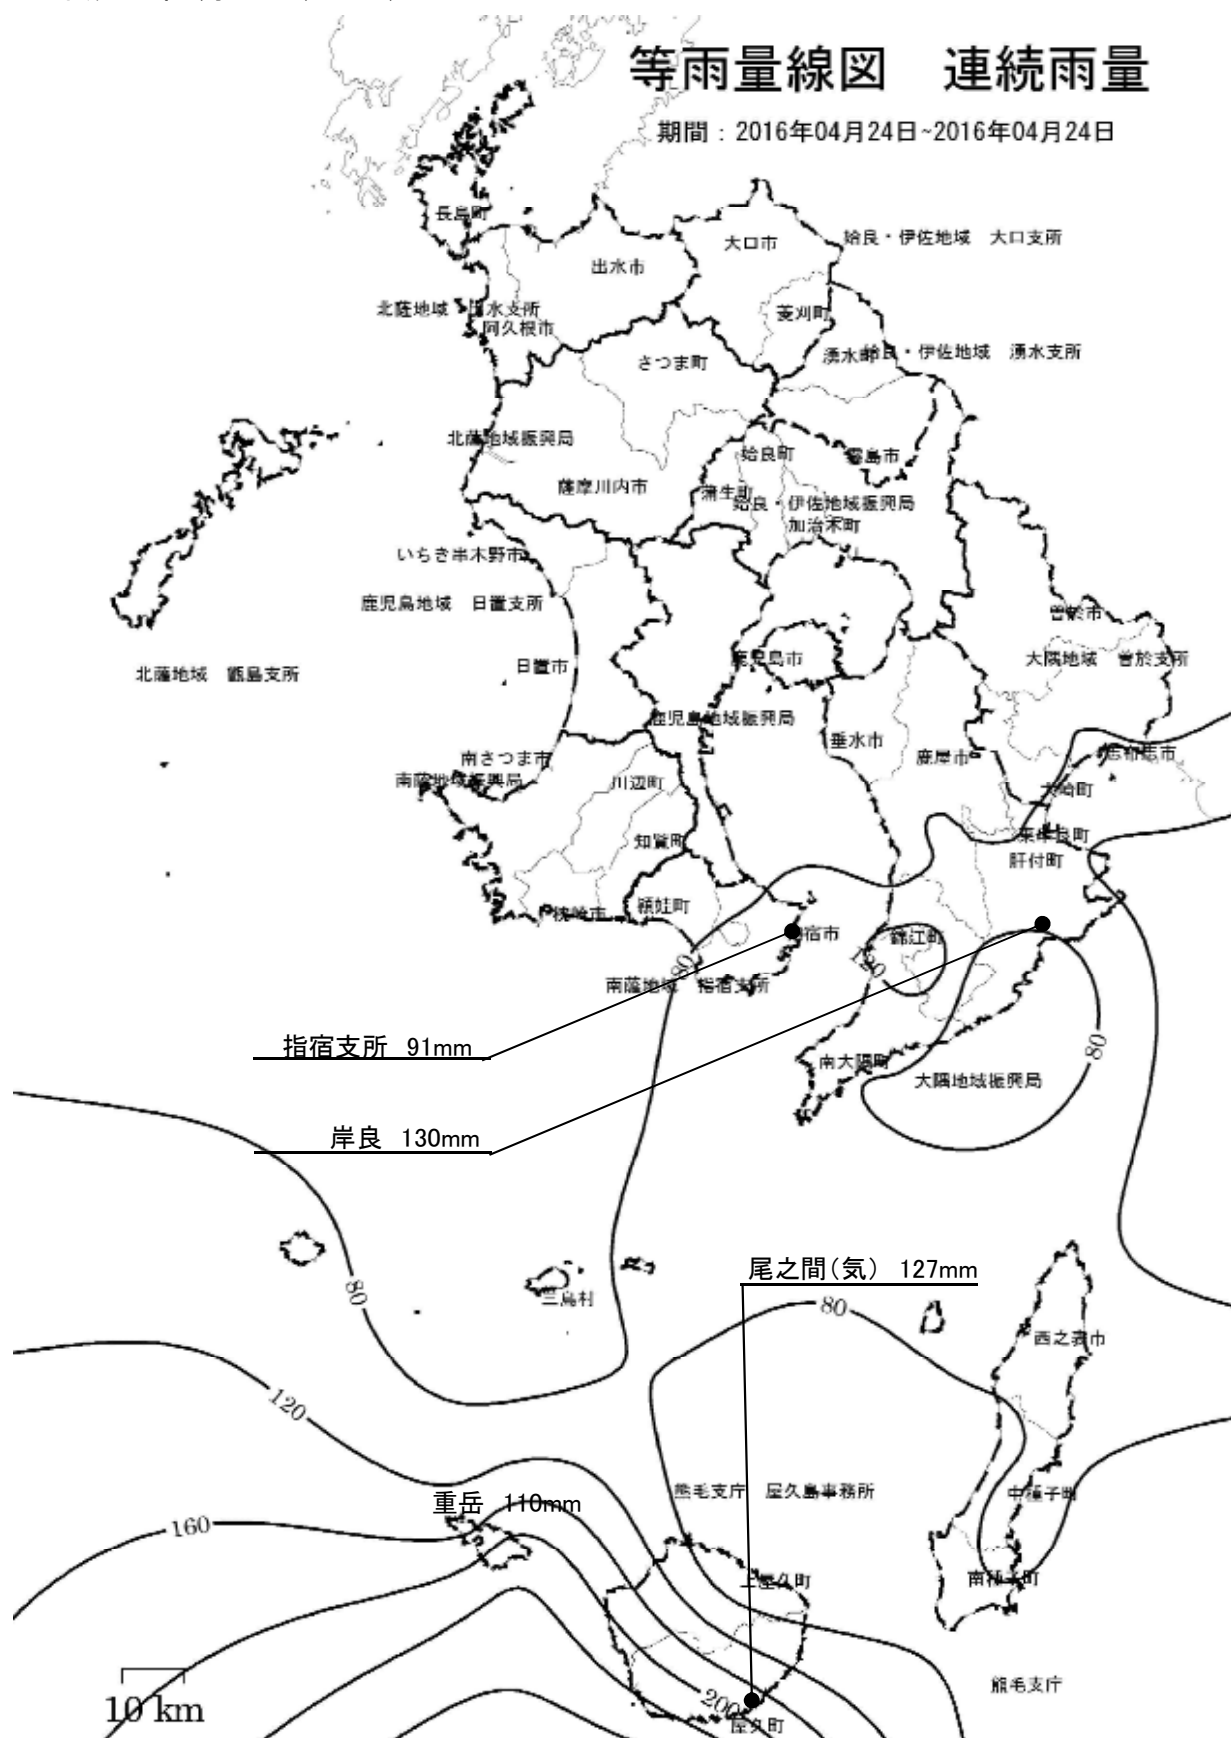 等雨量線図　連続雨量
期間：2016年04月24日~2016年04月24日
長島町
大口市
姶良・伊佐地域　大口支所
出水市
北薩地域　出水支所
阿久根市
菱刈町
さつま町
湧水町
姶良・伊佐地域　湧水支所
北薩地域振興局
姶良町
霧島市
薩摩川内市
蒲生町
姶良・伊佐地域振興局
加治木町
いちき串木野市
鹿児島地域　日置支所
曽於市
北薩地域　甑島支所
日置市
鹿児島市
大隅地域　曽於支所
鹿児島地域振興局
垂水市
鹿屋市
志布志市
南さつま市
南薩地域振興局
川辺町
大崎町
知覧町
東串良町
肝付町
枕崎市
頴娃町
宿市
錦江町
120
80
南薩地域　指宿支所
指宿支所　91mm
南大隅町
80
大隅地域振興局
岸良　130mm
尾之間（気）　127mm
80
三島村
80
西之表市
120
熊毛支庁　屋久島事務所
中種子町
重岳　110mm
160
上屋久町
南種子町
熊毛支庁
200
屋久町
10 km